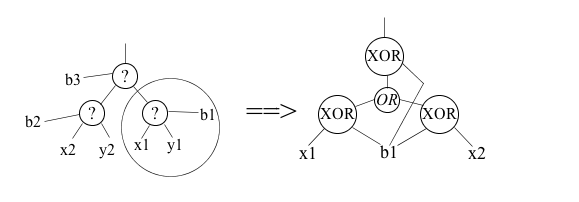 XOR
b3 ?
OR
b2 ? ? b1 ==> XOR XOR
x2 y2 x1 y1 x1 b1 x2